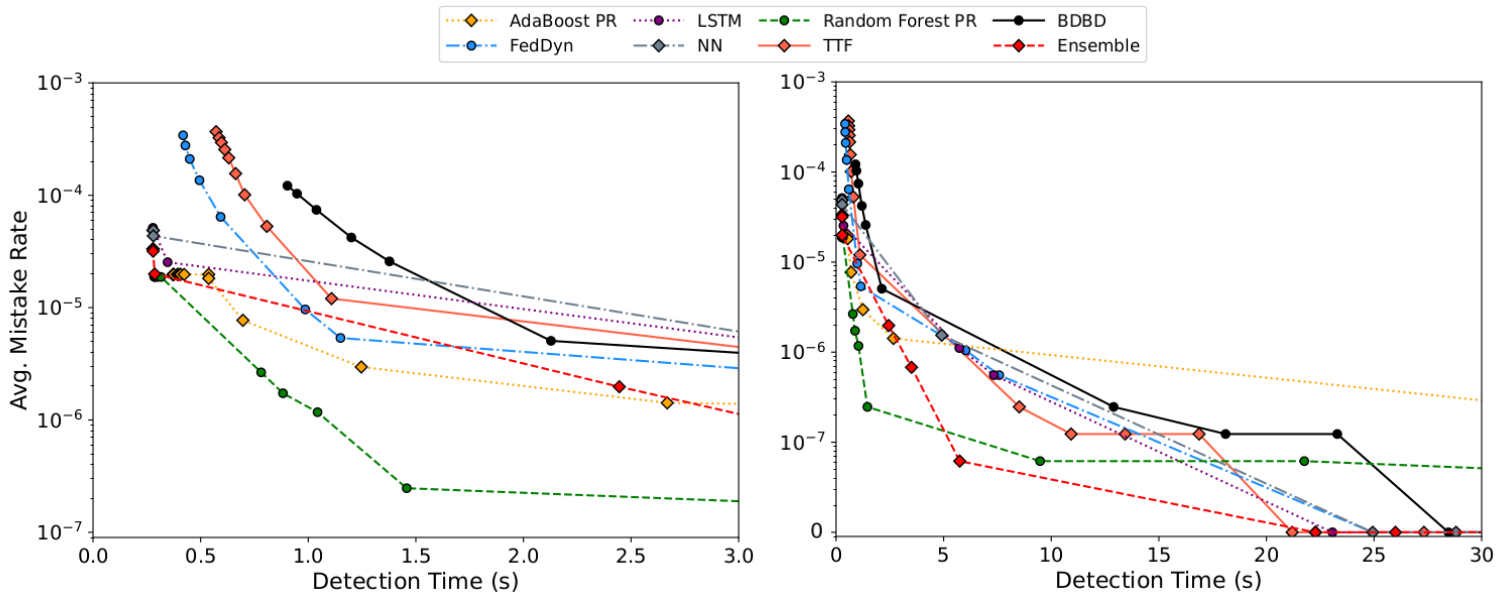 AdaBoost PR LSTM Random Forest PR BDBD
FedDyn NN TTF Ensemble
Avg. Mistake Rate
10⁻³
10⁻⁴
10⁻⁵
10⁻⁶
10⁻⁷
0.0 0.5 1.0 1.5 2.0 2.5 3.0
Detection Time (s)
10⁻³
10⁻⁴
10⁻⁵
10⁻⁶
10⁻⁷
0
0 5 10 15 20 25 30
Detection Time (s)